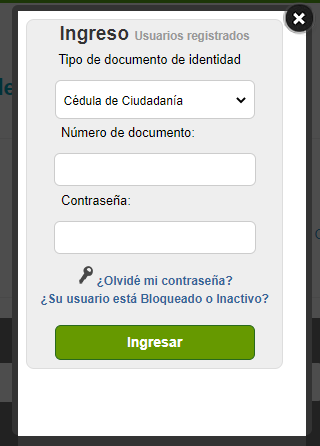 Ingreso Usuarios registrados
Tipo de documento de identidad
Cédula de Ciudadanía
Número de documento:
Contraseña:
¿Olvidé mi contraseña?
¿Su usuario está Bloqueado o Inactivo?
Ingresar